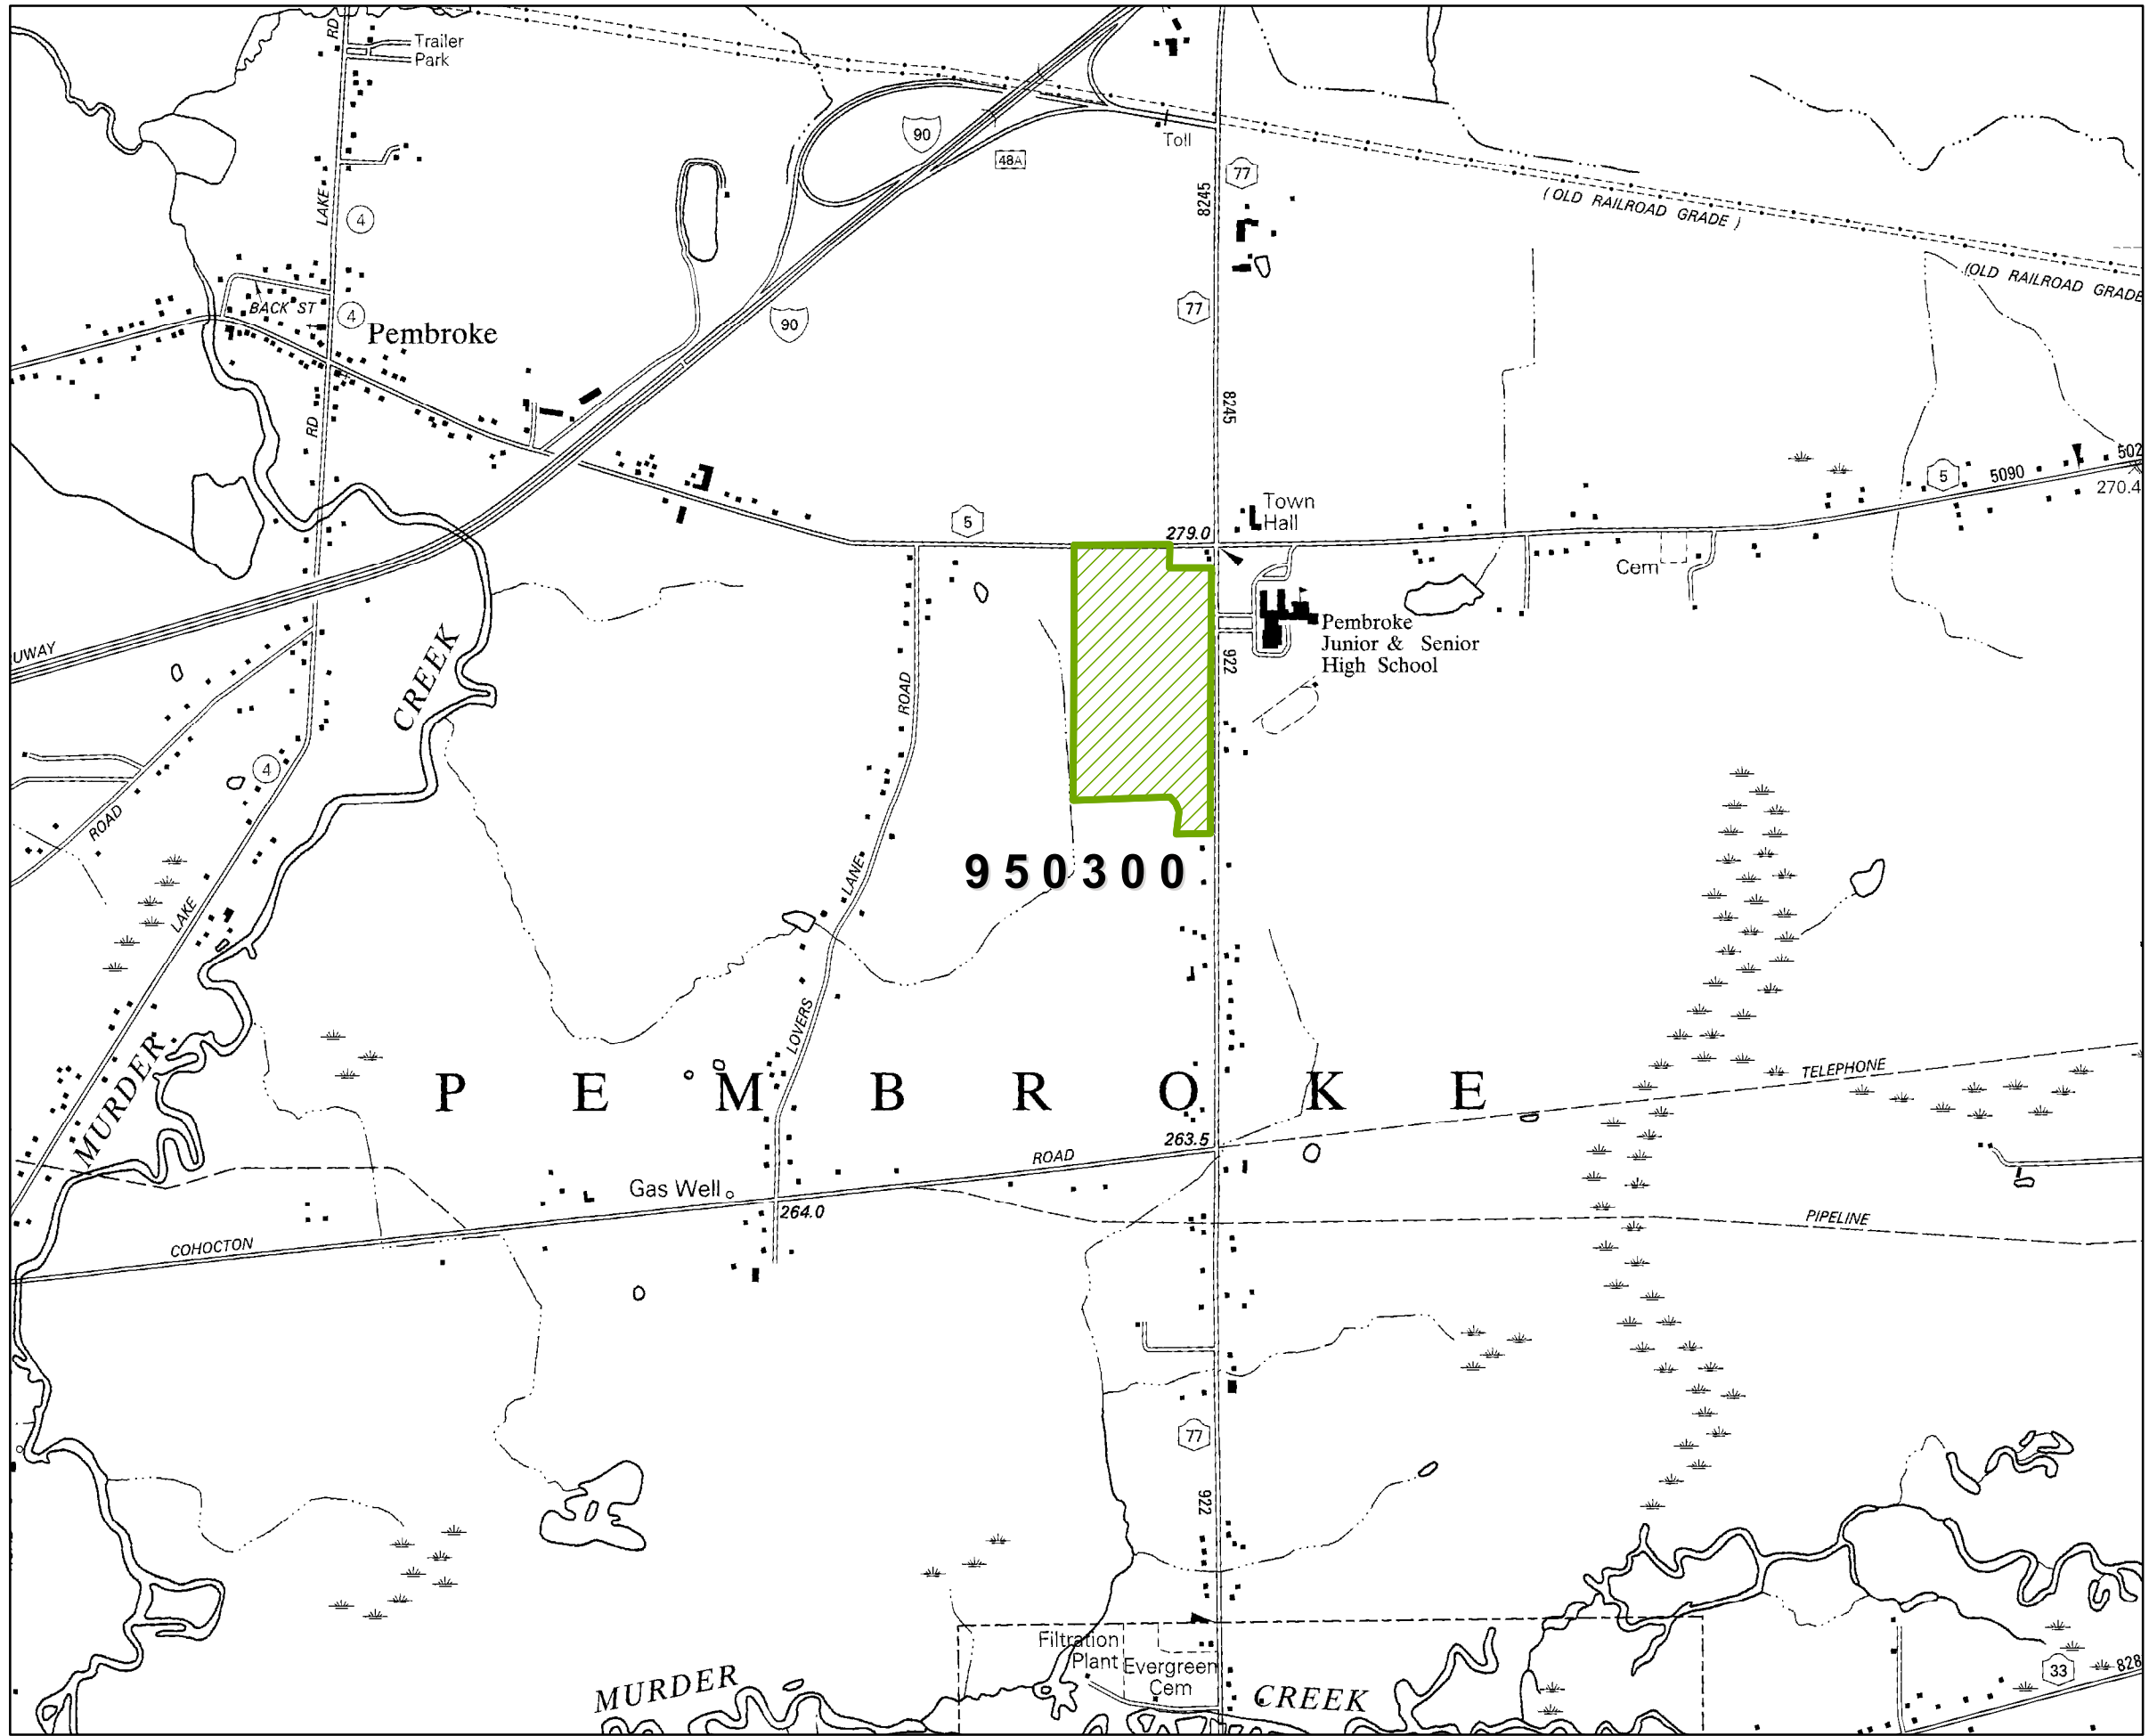 RD
Trailer
Park
90
48A
Toll
77
8245
LAKE
4
(OLD RAILROAD GRADE)
(OLD RAILROAD GRADE
BACK ST
4
Pembroke
90
77
8245
RD
5
Town
Hall
279.0
5
5090
502
270.4
Cem
Pembroke
Junior & Senior
High School
922
UWAY
CREEK
ROAD
4
ROAD
950300
LANE
LAKE
LOVERS
MURDER
PEMBROKE
TELEPHONE
263.5
ROAD
Gas Well
264.0
PIPELINE
COHOCTON
77
922
Filtration
Plant
Evergreen
Cem
MURDER
CREEK
33
828